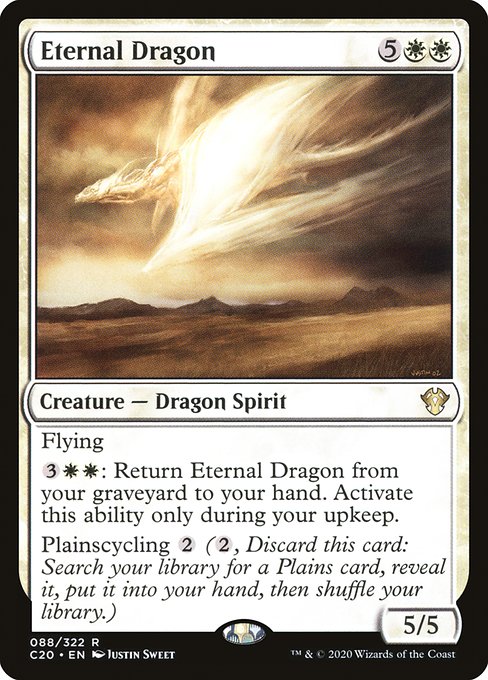 Eternal Dragon 5
Creature — Dragon Spirit
Flying
3: Return Eternal Dragon from
your graveyard to your hand. Activate
this ability only during your upkeep.
Plainscycling 2 (2, Discard this card:
Search your library for a Plains card, reveal
it, put it into your hand, then shuffle your
library.)
5/5
088/322 R
C20 • EN Justin Sweet
™ & © 2020 Wizards of the Coast